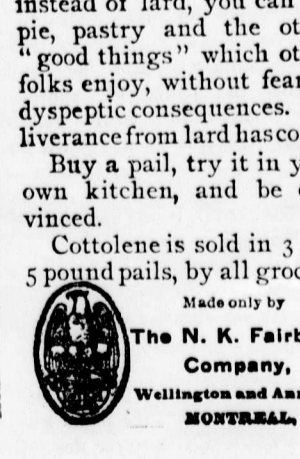 instead of lard, you can
pie, pastry and the ot
"good things" which ot
folks enjoy, without fear
dyspeptic consequences.
liverance from lard has co
Buy a pail, try it in y
own kitchen, and be c
vinced.
Cottolene is sold in 3
5 pound pails, by all groc
Made only by
The N. K. Fairb
Company,
Wellington and Ann
MONTREAL,